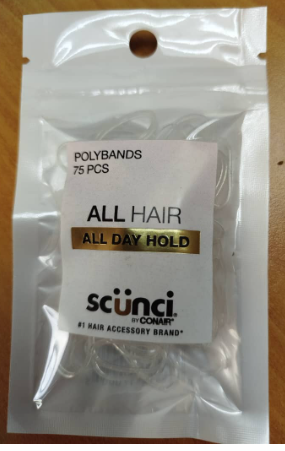 POLYBANDS
75 PCS
ALL HAIR
ALL DAY HOLD
scünci®
BY CONAIR®
#1 HAIR ACCESSORY BRAND*